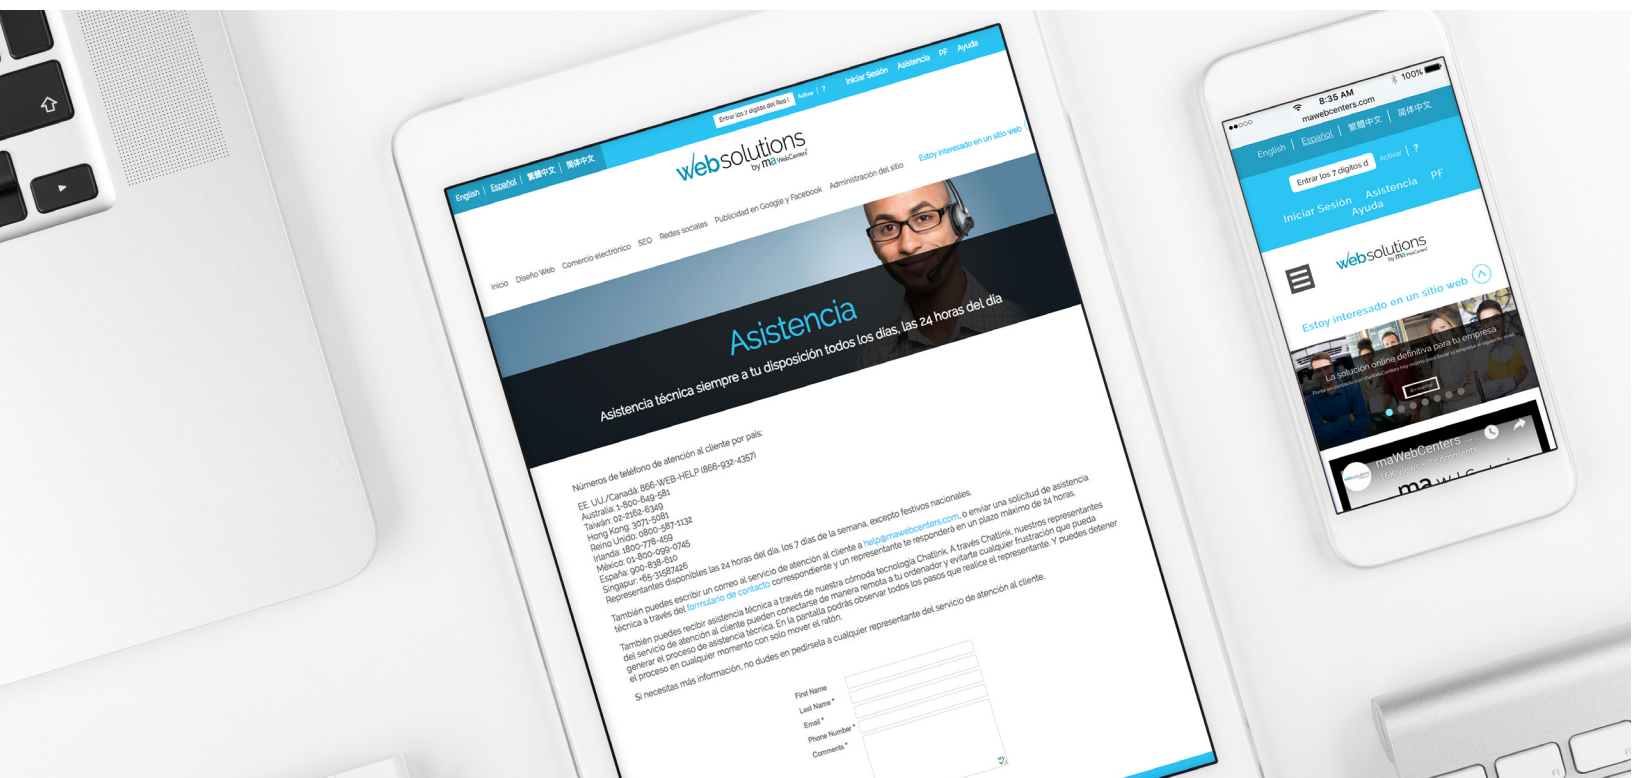 English | Español | 繁體中文 | 简体中文
Entrar los 7 dígitos del Rep I
Activar | ?
Iniciar Sesión Asistencia PF Ayuda
websolutions
by ma WebCenters®
Estoy interesado en un sitio web
Inicio Diseño Web Comercio electrónico SEO Redes sociales Publicidad en Google y Facebook Administración del sitio
Asistencia
Asistencia técnica siempre a tu disposición todos los días, las 24 horas del día
Números de teléfono de atención al cliente por país:
EE. UU./Canadá: 866-WEB-HELP (866-932-4357)
Australia: 1-800-649-581
Taiwán: 02-2162-6349
Hong Kong: 3071-5081
Reino Unido: 0800-587-1132
Irlanda: 1800-778-459
México: 01-800-099-0745
España: 900-838-610
Singapur: +65-31587426
Representantes disponibles las 24 horas del día, los 7 días de la semana, excepto festivos nacionales.
También puedes escribir un correo al servicio de atención al cliente a help@mawebcenters.com, o enviar una solicitud de asistencia
técnica a través del formulario de contacto correspondiente y un representante te responderá en un plazo máximo de 24 horas.
También puedes recibir asistencia técnica a través de nuestra cómoda tecnología Chatlink. A través Chatlink, nuestros representantes
del servicio de atención al cliente pueden conectarse de manera remota a tu ordenador y evitarte cualquier frustración que pueda
generar el proceso de asistencia técnica. En la pantalla podrás observar todos los pasos que realice el representante. Y puedes detener
el proceso en cualquier momento con solo mover el ratón.
Si necesitas más información, no dudes en pedírsela a cualquier representante del servicio de atención al cliente.
First Name
Last Name *
Email *
Phone Number *
Comments *
8:35 AM
100%
mawebcenters.com
English | Español | 繁體中文 | 简体中文
Entrar los 7 dígitos d
Activar | ?
Iniciar Sesión Asistencia PF
Ayuda
websolutions
by ma WebCenters
Estoy interesado en un sitio web
La solución online definitiva para tu empresa
maWebCenters ...
16K views • 2 comments
F1